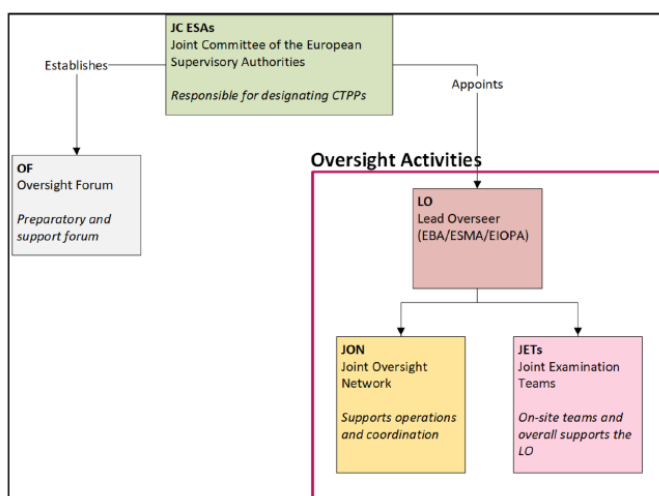 JC ESAs
Joint Committee of the European
Supervisory Authorities
Responsible for designating CTPPs
Establishes
Appoints
OF
Oversight Forum
Preparatory and
support forum
Oversight Activities
LO
Lead Overseer
(EBA/ESMA/EIOPA)
JON
Joint Oversight
Network
Supports operations
and coordination
JETs
Joint Examination
Teams
On-site teams and
overall supports the
LO